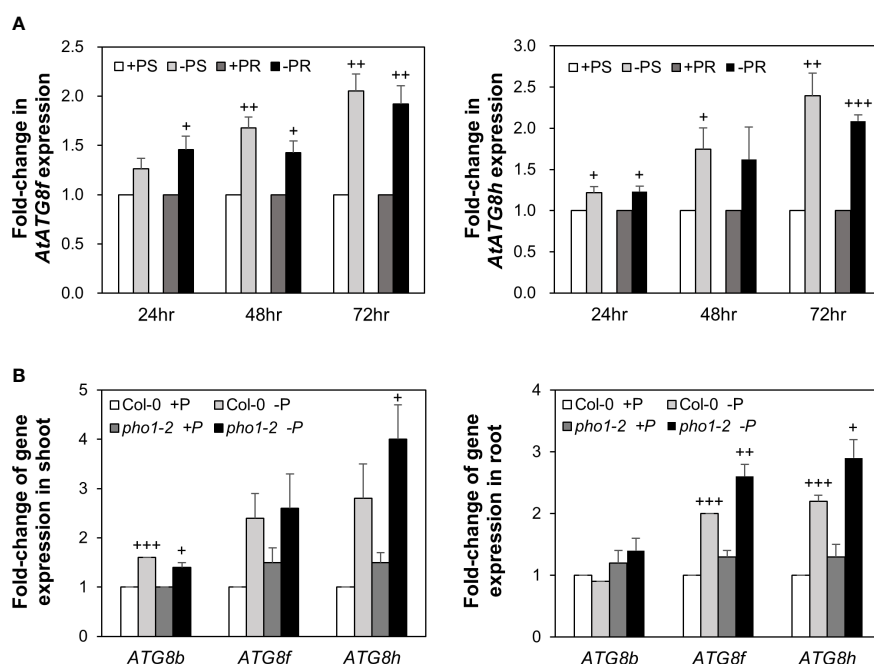 A
Fold-change in
AtATG8f expression
2.5
2.0
1.5
1.0
0.5
0.0
+PS -PS +PR -PR
+ ++ + ++ ++
24hr 48hr 72hr
Fold-change in
AtATG8h expression
3.0
2.5
2.0
1.5
1.0
0.5
0.0
+PS -PS +PR -PR
+ + + ++ +++
24hr 48hr 72hr
B
Fold-change of gene
expression in shoot
5
4
3
2
1
0
Col-0 +P Col-0 -P
pho1-2 +P pho1-2 -P
+++ + +
ATG8b ATG8f ATG8h
Fold-change of gene
expression in root
4
3
2
1
0
Col-0 +P Col-0 -P
pho1-2 +P pho1-2 -P
+++ ++ +++ +
ATG8b ATG8f ATG8h